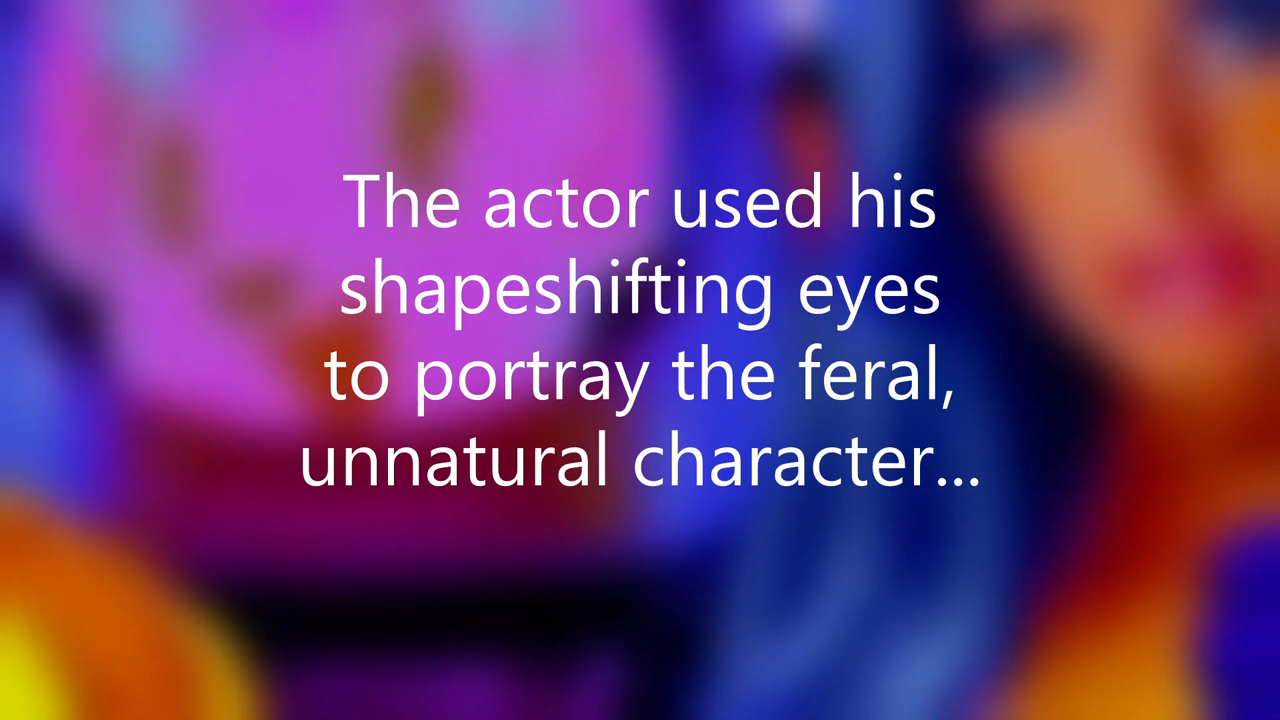 The actor used his
shapeshifting eyes
to portray the feral,
unnatural character...